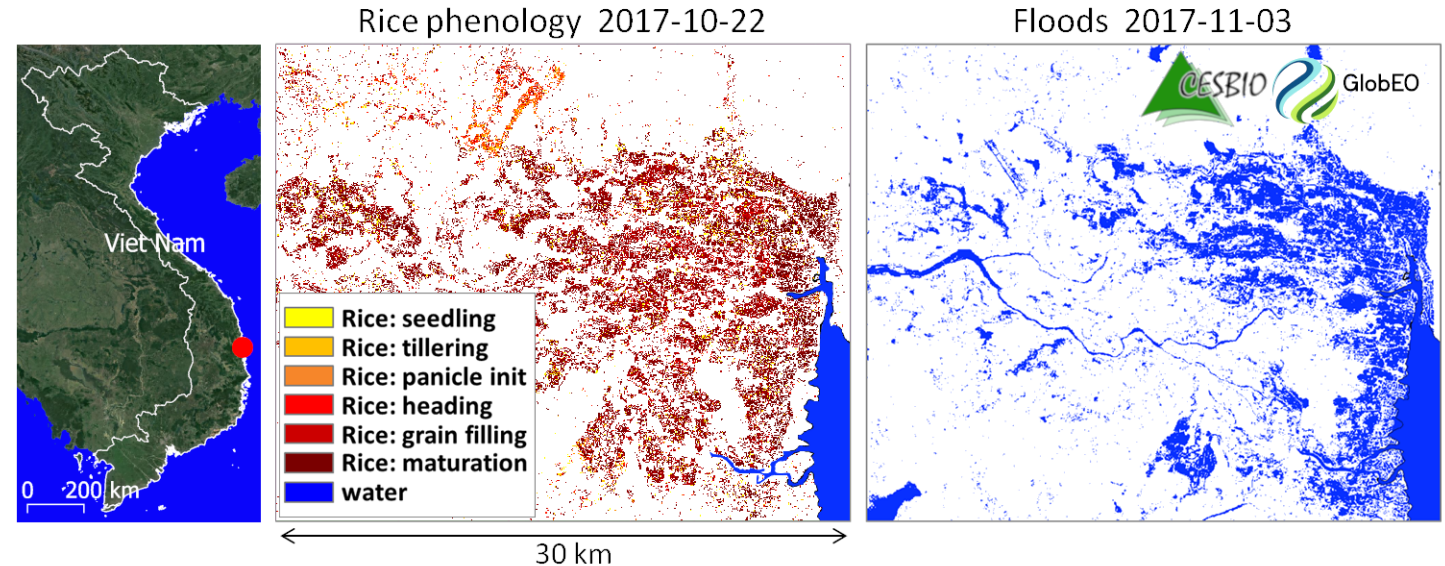 Rice phenology 2017-10-22
Floods 2017-11-03
CESBIO
GlobEO
Viet Nam
0 200 km
Rice: seedling
Rice: tillering
Rice: panicle init
Rice: heading
Rice: grain filling
Rice: maturation
water
30 km